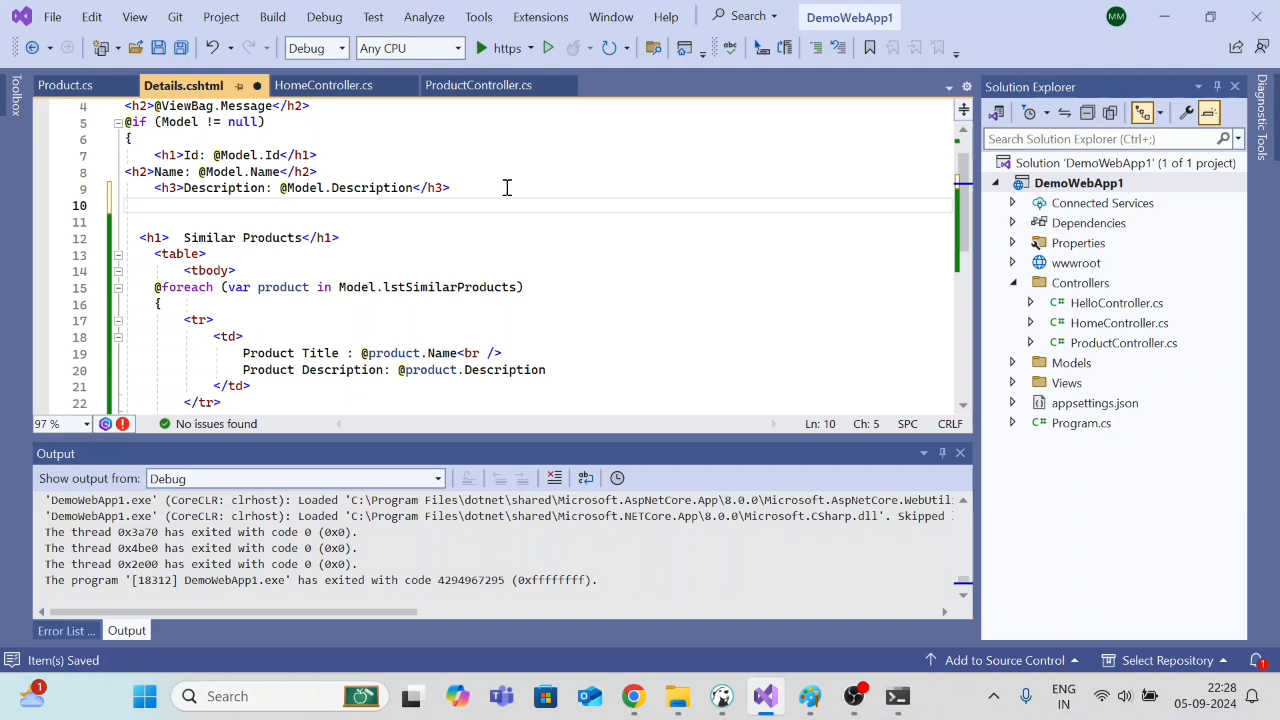 File Edit View Git Project Build Debug Test Analyze Tools Extensions Window Help Search DemoWebApp1 MM
Debug Any CPU https
Product.cs Details.cshtml HomeController.cs ProductController.cs
Toolbox
4 <h2>@ViewBag.Message</h2>
5 @if (Model != null)
6 {
7 <h1>Id: @Model.Id</h1>
8 <h2>Name: @Model.Name</h2>
9 <h3>Description: @Model.Description</h3>
10
11
12 <h1> Similar Products</h1>
13 <table>
14 <tbody>
15 @foreach (var product in Model.lstSimilarProducts)
16 {
17 <tr>
18 <td>
19 Product Title : @product.Name<br />
20 Product Description: @product.Description
21 </td>
22 </tr>
97 % No issues found Ln: 10 Ch: 5 SPC CRLF
Output
Show output from: Debug
'DemoWebApp1.exe' (CoreCLR: clrhost): Loaded 'C:\Program Files\dotnet\shared\Microsoft.AspNetCore.App\8.0.0\Microsoft.AspNetCore.WebUtil
'DemoWebApp1.exe' (CoreCLR: clrhost): Loaded 'C:\Program Files\dotnet\shared\Microsoft.NETCore.App\8.0.0\Microsoft.CSharp.dll'. Skipped
The thread 0x3a70 has exited with code 0 (0x0).
The thread 0x4be0 has exited with code 0 (0x0).
The thread 0x2e00 has exited with code 0 (0x0).
The program '[18312] DemoWebApp1.exe' has exited with code 4294967295 (0xffffffff).
Error List ... Output
Solution Explorer
Search Solution Explorer (Ctrl+;)
Solution 'DemoWebApp1' (1 of 1 project)
DemoWebApp1
Connected Services
Dependencies
Properties
wwwroot
Controllers
C# HelloController.cs
C# HomeController.cs
C# ProductController.cs
Models
Views
appsettings.json
C# Program.cs
Diagnostic Tools
Item(s) Saved Add to Source Control Select Repository 1
1 Search ENG IN 22:28 05-09-2024